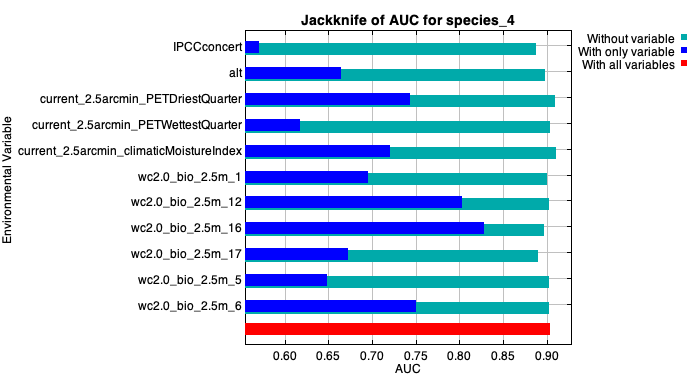 Jackknife of AUC for species_4
Without variable
With only variable
With all variables
Environmental Variable
IPCCconcert
alt
current_2.5arcmin_PETDriestQuarter
current_2.5arcmin_PETWettestQuarter
current_2.5arcmin_climaticMoistureIndex
wc2.0_bio_2.5m_1
wc2.0_bio_2.5m_12
wc2.0_bio_2.5m_16
wc2.0_bio_2.5m_17
wc2.0_bio_2.5m_5
wc2.0_bio_2.5m_6
0.60 0.65 0.70 0.75 0.80 0.85 0.90
AUC